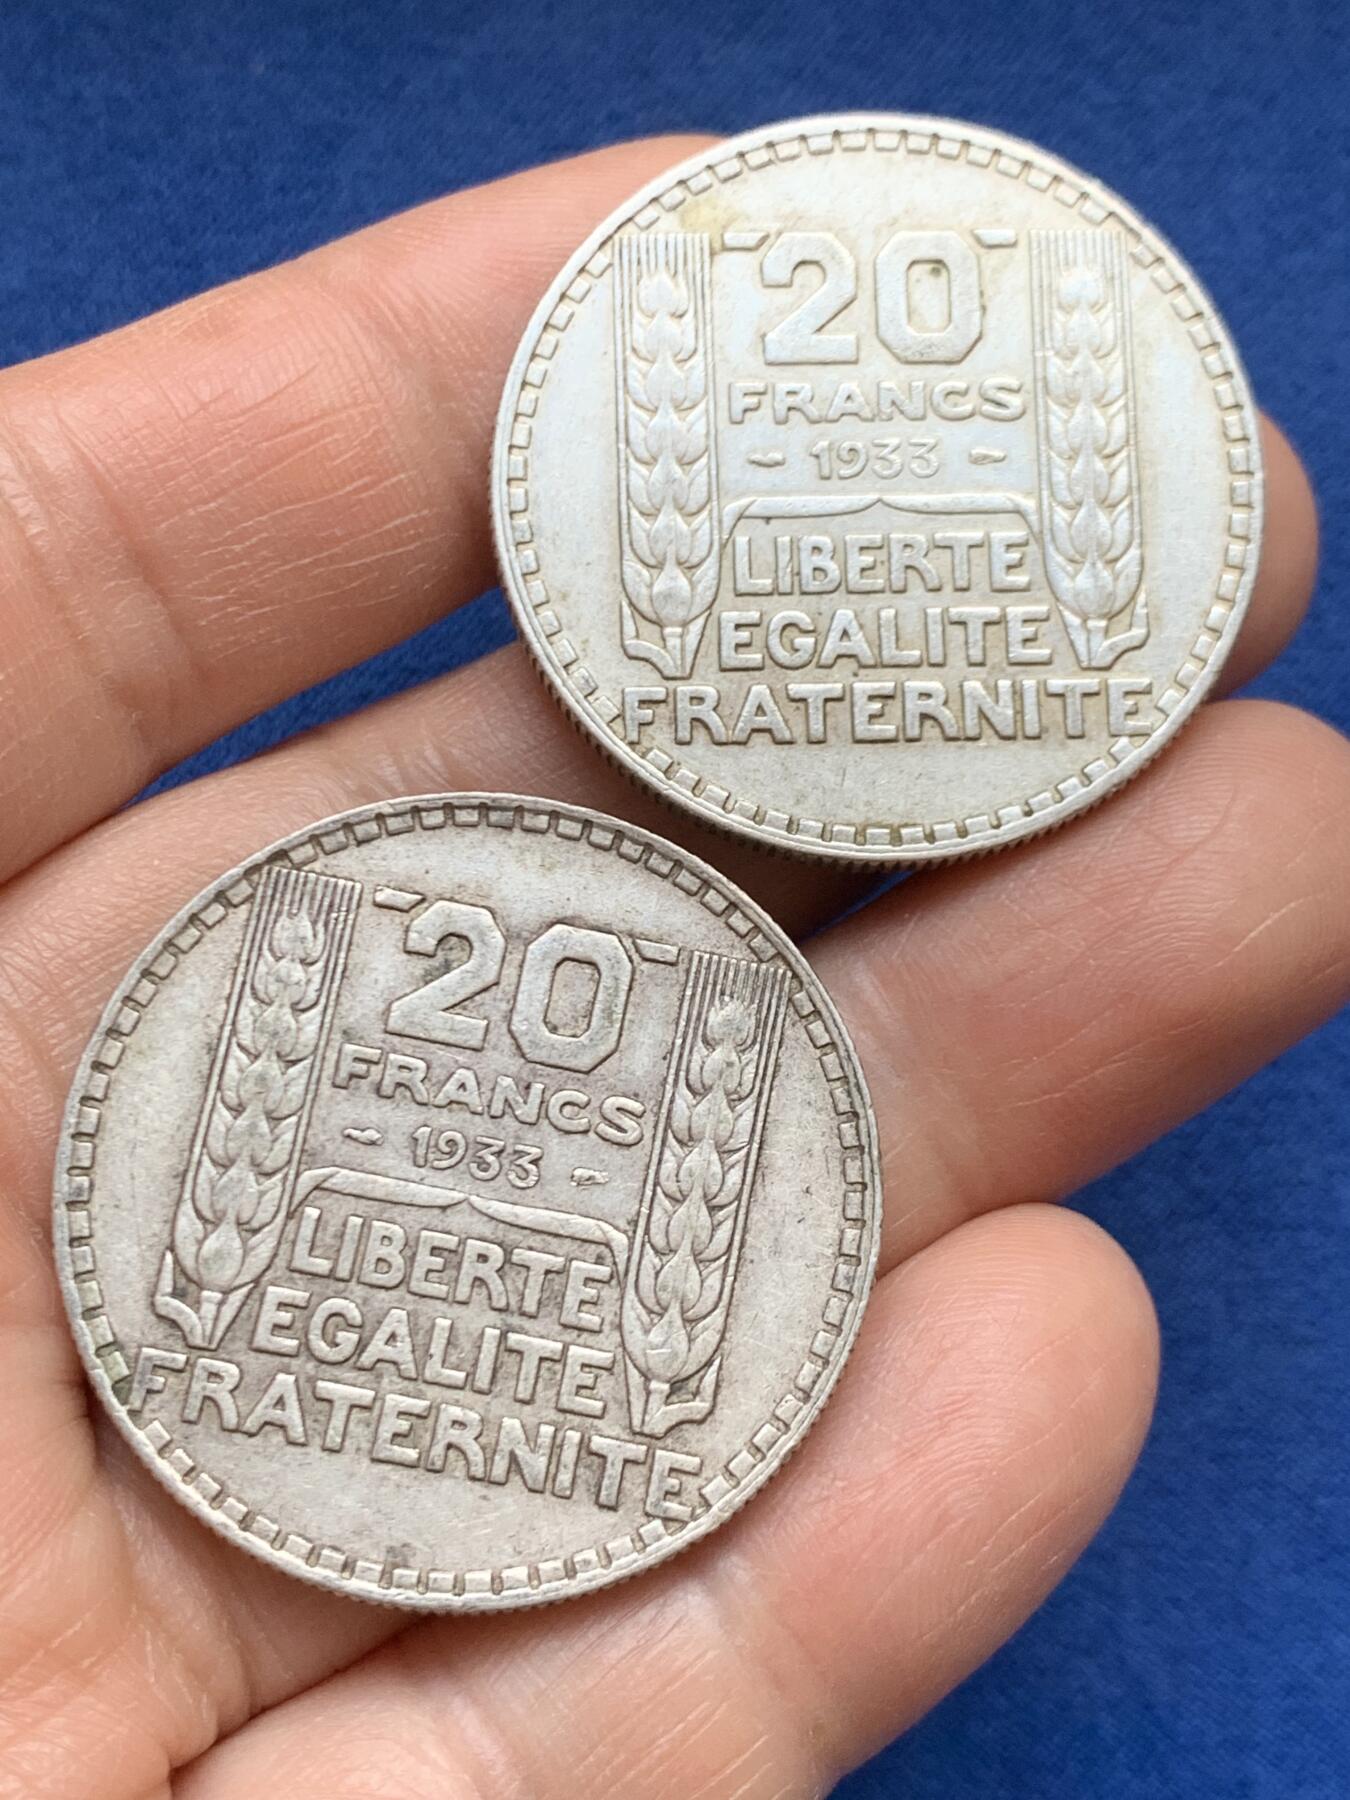 20
FRANCS
- 1933 -
LIBERTE
EGALITE
FRATERNITE
20
FRANCS
- 1933 -
LIBERTE
EGALITE
FRATERNITE